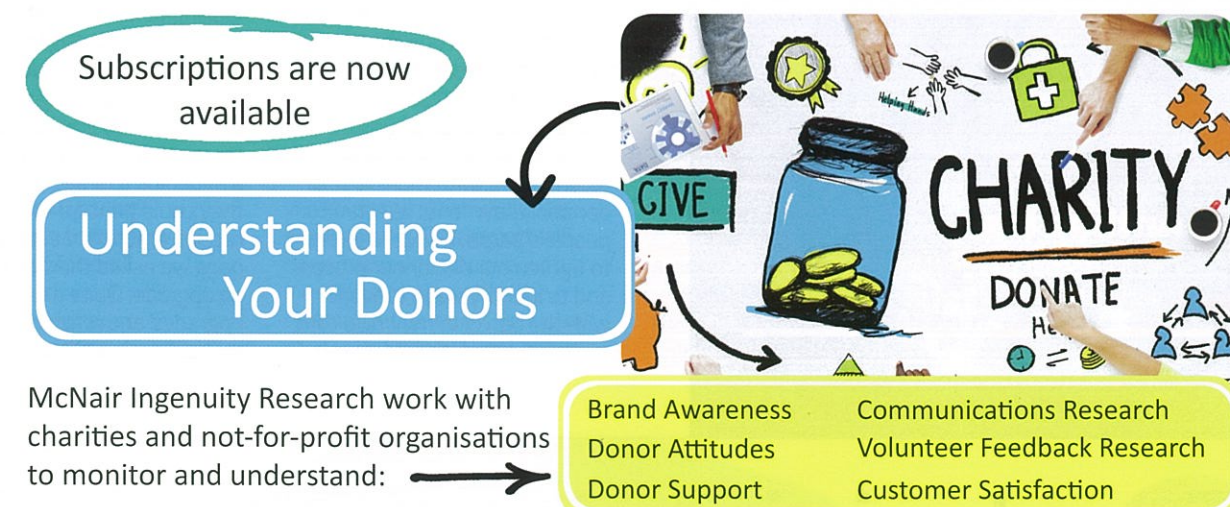 Subscriptions are now
available
Understanding
Your Donors
GIVE
Helping Hands
CHARITY
DONATE
McNair Ingenuity Research work with
charities and not-for-profit organisations
to monitor and understand:
Brand Awareness
Donor Attitudes
Donor Support
Communications Research
Volunteer Feedback Research
Customer Satisfaction